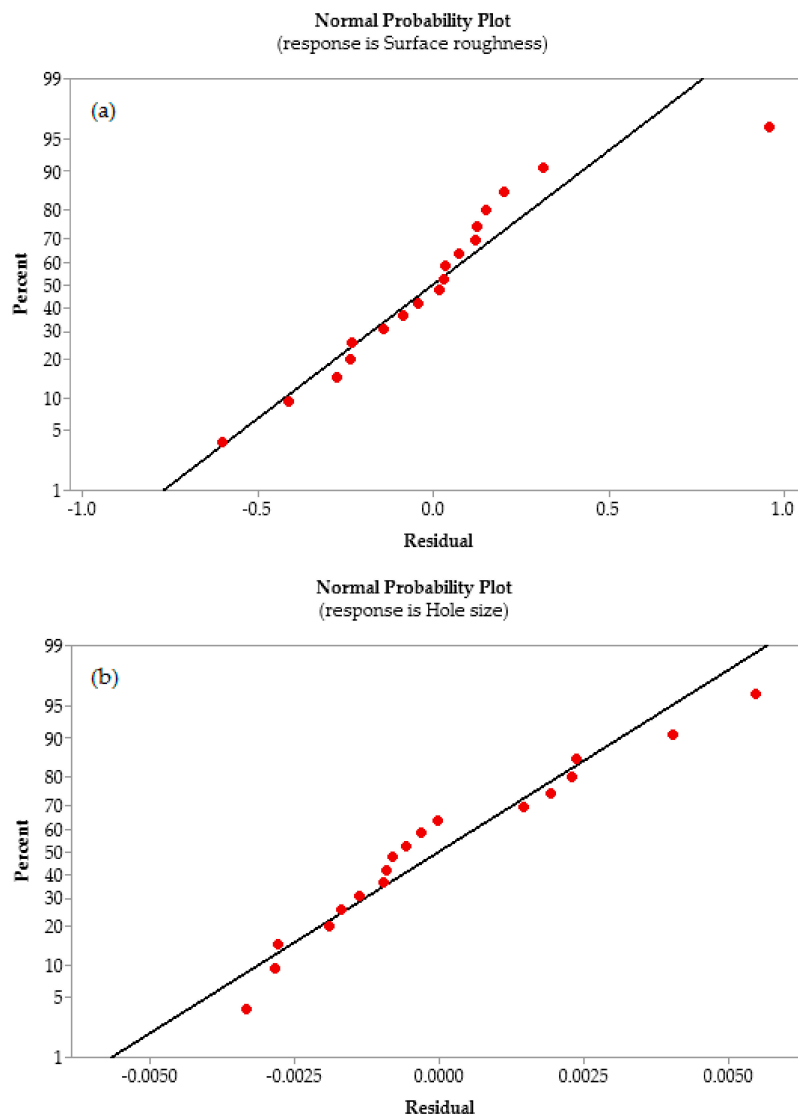 Normal Probability Plot
(response is Surface roughness)
(a)
99
95
90
80
70
60
50
40
30
20
10
5
1
Percent
-1.0 -0.5 0.0 0.5 1.0
Residual
Normal Probability Plot
(response is Hole size)
(b)
99
95
90
80
70
60
50
40
30
20
10
5
1
Percent
-0.0050 -0.0025 0.0000 0.0025 0.0050
Residual